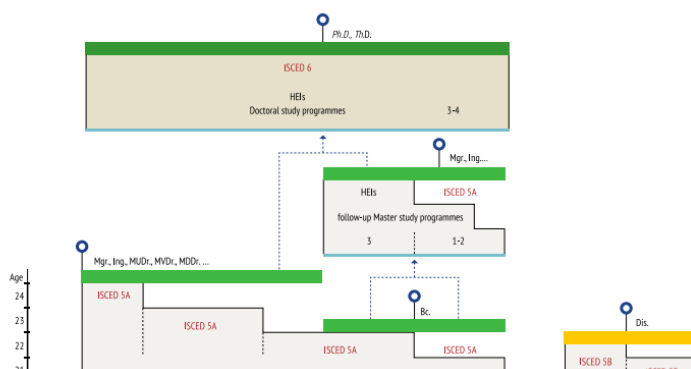 Ph.D., Th.D.
ISCED 6
HEIs
Doctoral study programmes 3-4
Mgr., Ing....
HEIs ISCED 5A
follow-up Master study programmes
3 1-2
Mgr., Ing., MUDr., MVDr., MDDr. ...
Age
24
ISCED 5A
Bc.
23
ISCED 5A
Dis.
22
ISCED 5A ISCED 5A
ISCED 5B